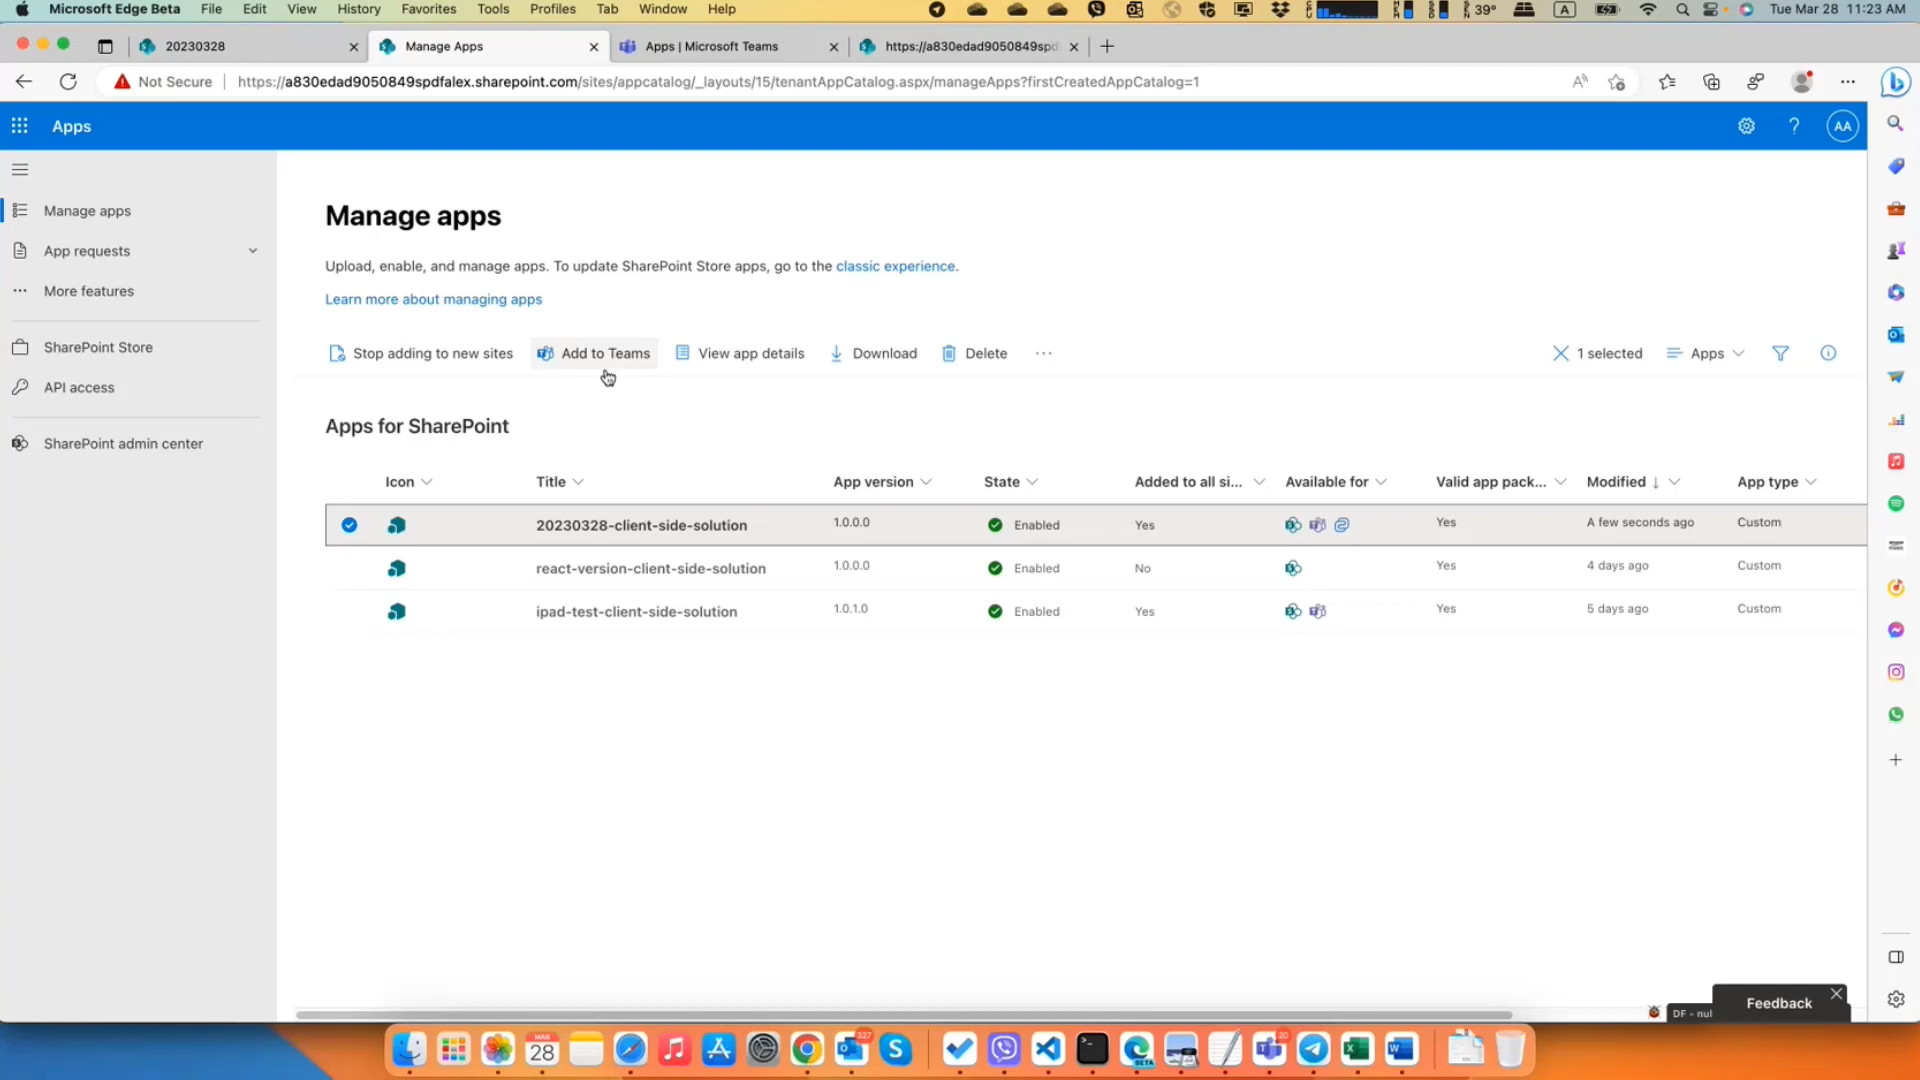 Microsoft Edge Beta File Edit View History Favorites Tools Profiles Tab Window Help 39° A Tue Mar 28 11:23 AM
20230328 Manage Apps Apps | Microsoft Teams https://a830edad9050849spd
Not Secure https://a830edad9050849spdfalex.sharepoint.com/sites/appcatalog/_layouts/15/tenantAppCatalog.aspx/manageApps?firstCreatedAppCatalog=1
Apps ? AA
Manage apps
App requests
More features
SharePoint Store
API access
SharePoint admin center
Manage apps
Upload, enable, and manage apps. To update SharePoint Store apps, go to the classic experience.
Learn more about managing apps
Stop adding to new sites Add to Teams View app details Download Delete ... 1 selected Apps
Apps for SharePoint
Icon Title App version State Added to all si... Available for Valid app pack... Modified ↓ App type
20230328-client-side-solution 1.0.0.0 Enabled Yes Yes A few seconds ago Custom
react-version-client-side-solution 1.0.0.0 Enabled No Yes 4 days ago Custom
ipad-test-client-side-solution 1.0.1.0 Enabled Yes Yes 5 days ago Custom
Feedback
DF - nul
MAR 28 327 BETA 20